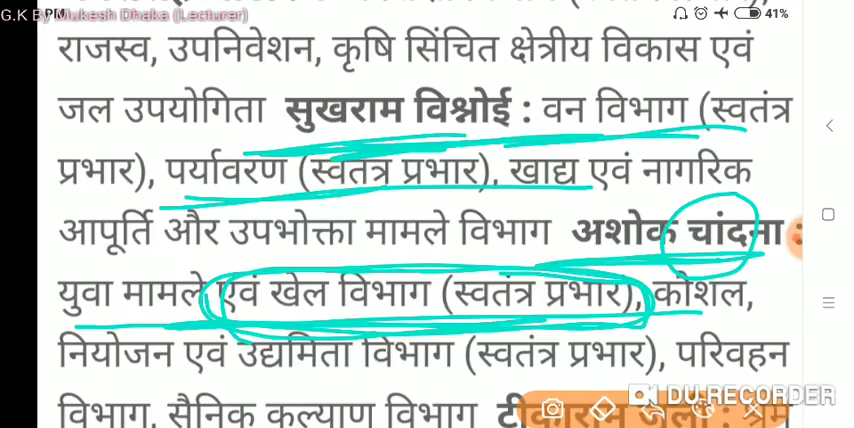 G.K By Mukesh Dhaka (Lecturer)
PM
41%
राजस्व, उपनिवेशन, कृषि सिंचित क्षेत्रीय विकास एवं
जल उपयोगिता सुखराम विश्नोई : वन विभाग (स्वतंत्र
प्रभार), पर्यावरण (स्वतंत्र प्रभार), खाद्य एवं नागरिक
आपूर्ति और उपभोक्ता मामले विभाग अशोक चांदना :
युवा मामले एवं खेल विभाग (स्वतंत्र प्रभार), कौशल,
नियोजन एवं उद्यमिता विभाग (स्वतंत्र प्रभार), परिवहन
DU RECORDER
विभाग, सैनिक कल्याण विभाग टीकाराम जूली : श्रम